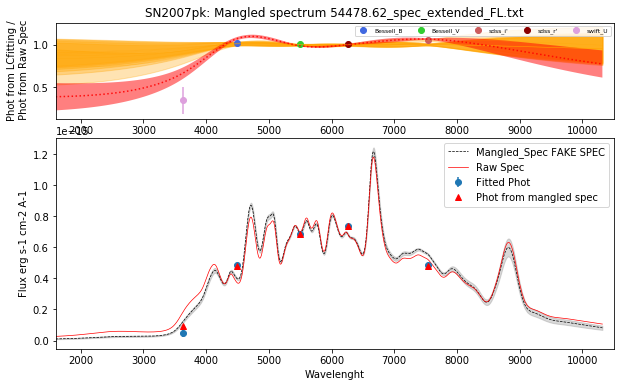 SN2007pk: Mangled spectrum 54478.62_spec_extended_FL.txt
Phot from LCfitting /
Phot from Raw Spec
1.0
0.5
Bessell_B
Bessell_V
sdss_i'
sdss_r'
swift_U
2000 3000 4000 5000 6000 7000 8000 9000 10000
Flux erg s-1 cm-2 A-1
1.2
1.0
0.8
0.6
0.4
0.2
0.0
Mangled_Spec FAKE SPEC
Raw Spec
Fitted Phot
Phot from mangled spec
2000 3000 4000 5000 6000 7000 8000 9000 10000
Wavelenght